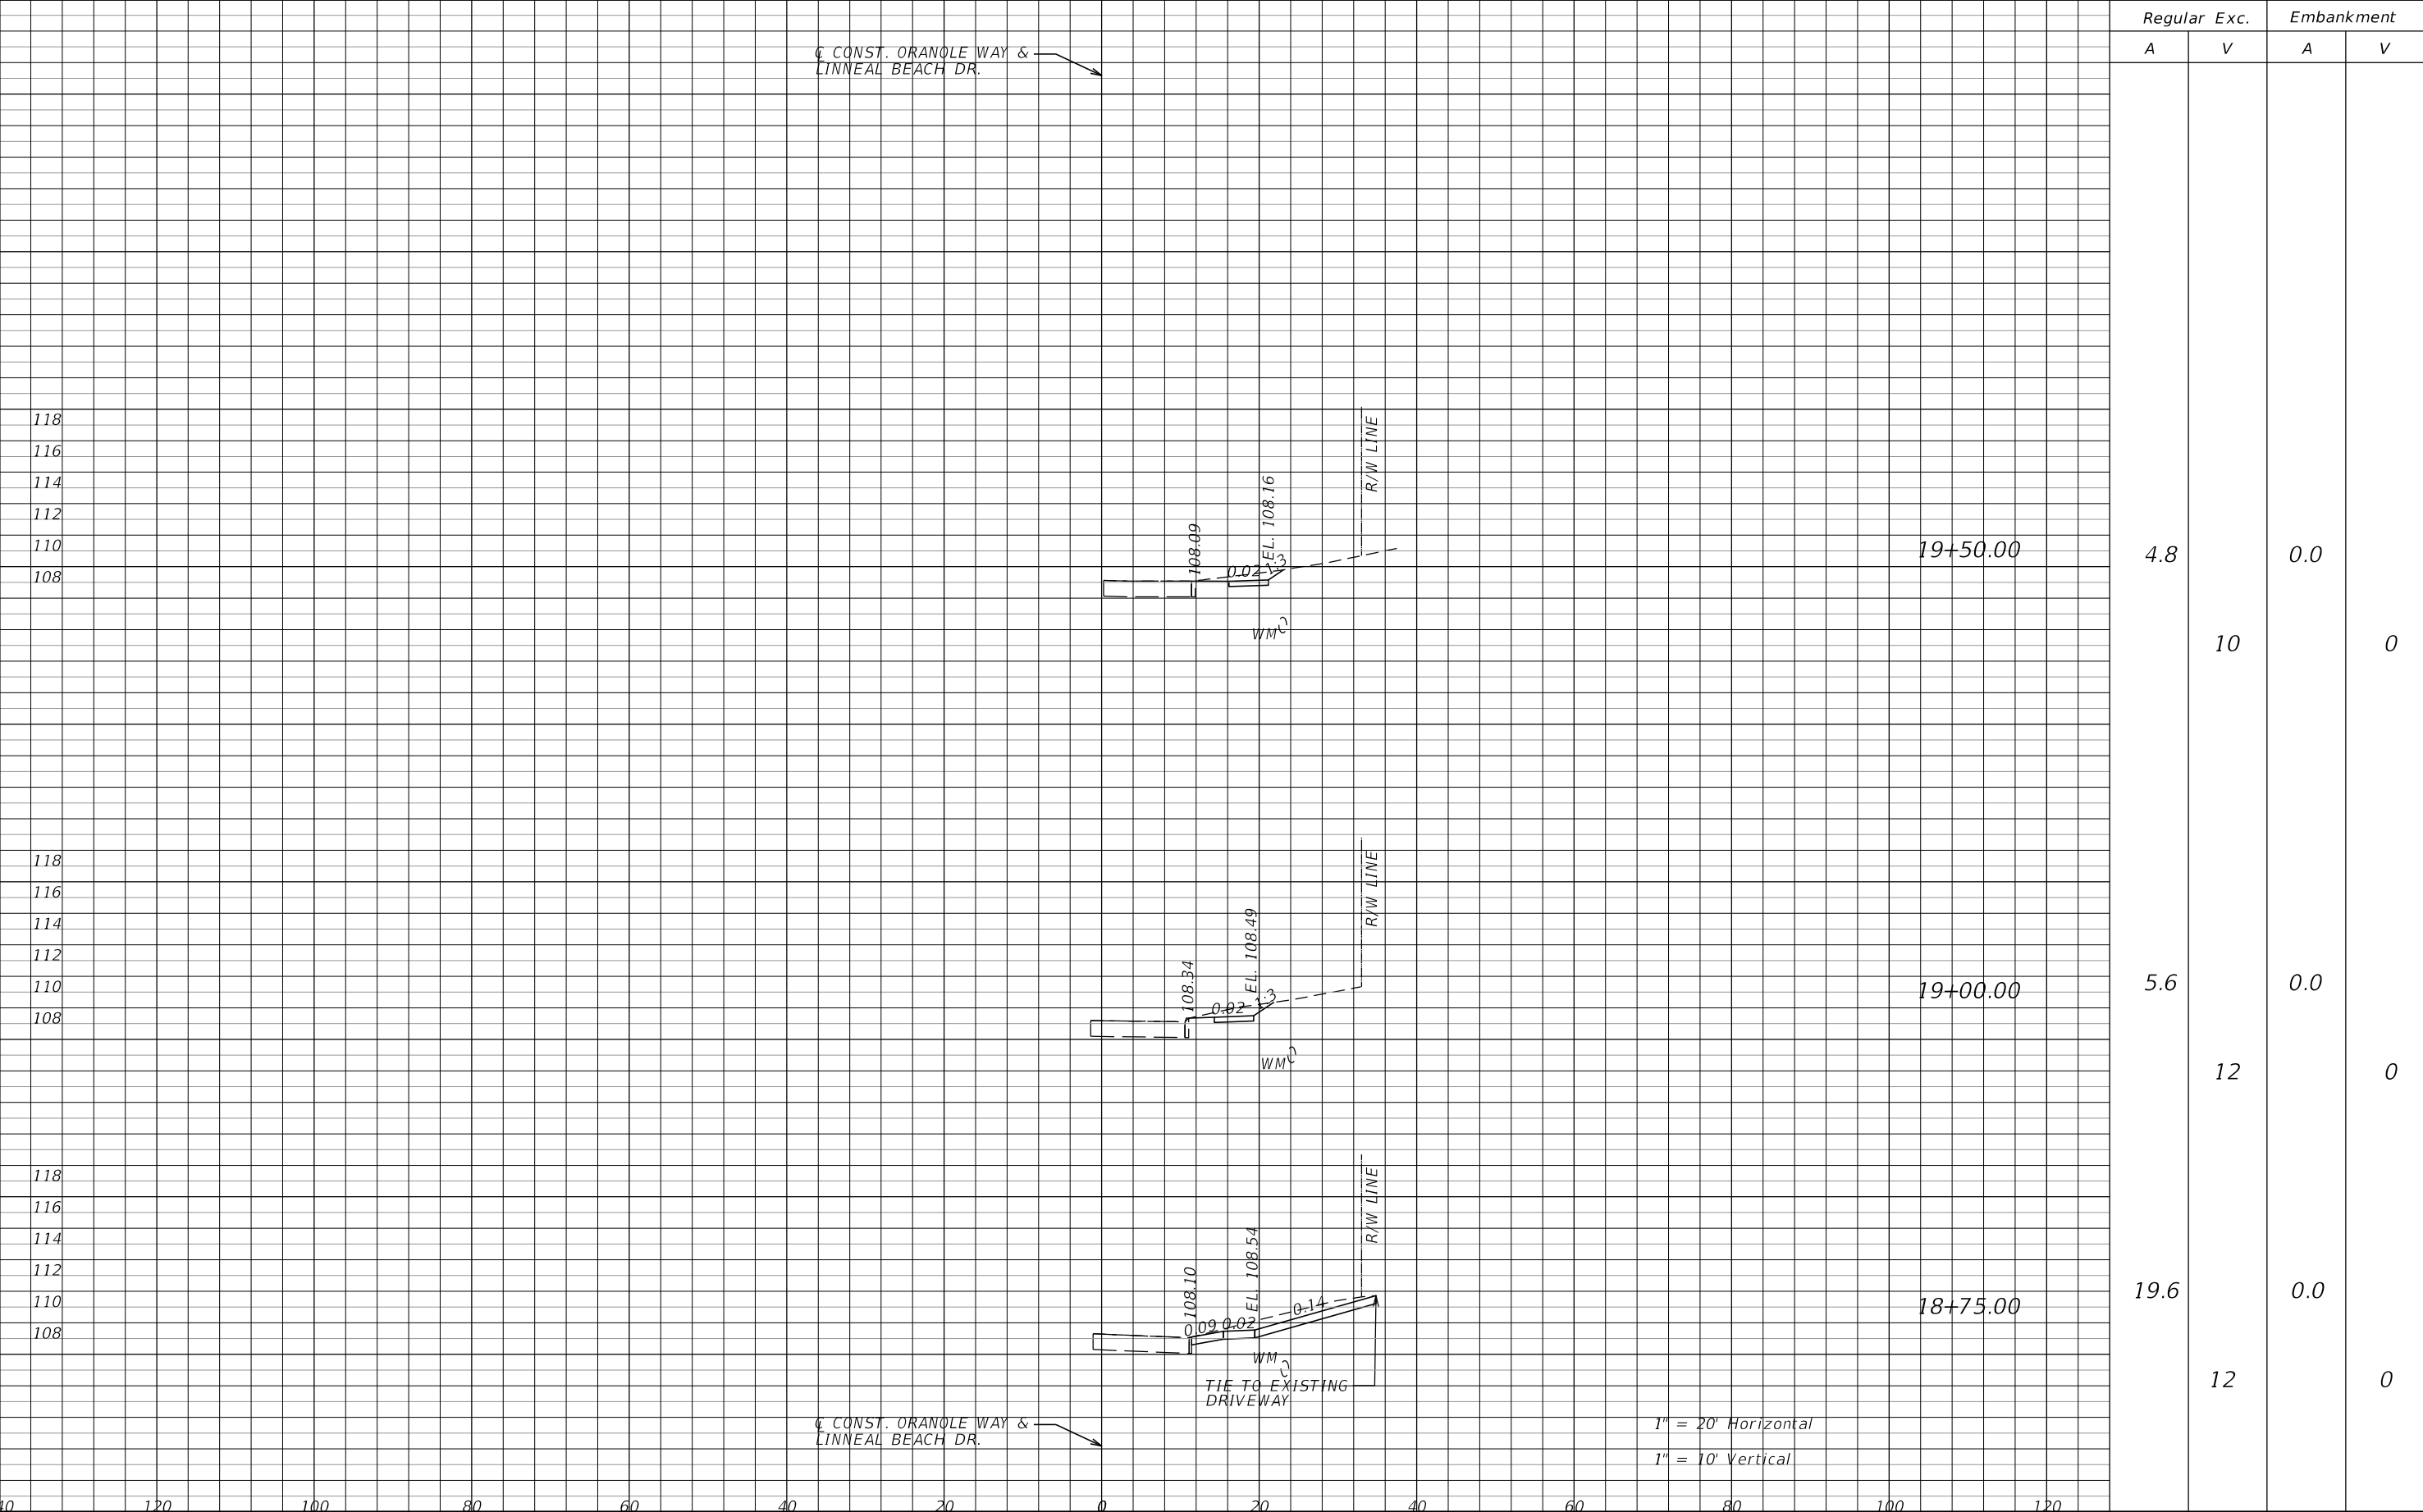 Regular Exc. Embankment
A V A V
℄ CONST. ORANOLE WAY &
LINNEAL BEACH DR.
118
116
114
112
110
108
108.09
EL. 108.16
0.02
1:3
R/W LINE
WM
19+50.00
4.8 0.0
10 0
118
116
114
112
110
108
108.34
EL. 108.49
0.02
1:3
R/W LINE
WM
19+00.00
5.6 0.0
12 0
118
116
114
112
110
108
108.10
EL. 108.54
0.09
0.02
0.14
R/W LINE
WM
TIE TO EXISTING
DRIVEWAY
18+75.00
19.6 0.0
12 0
℄ CONST. ORANOLE WAY &
LINNEAL BEACH DR.
1" = 20' Horizontal
1" = 10' Vertical
120 100 80 60 40 20 0 20 40 60 80 100 120